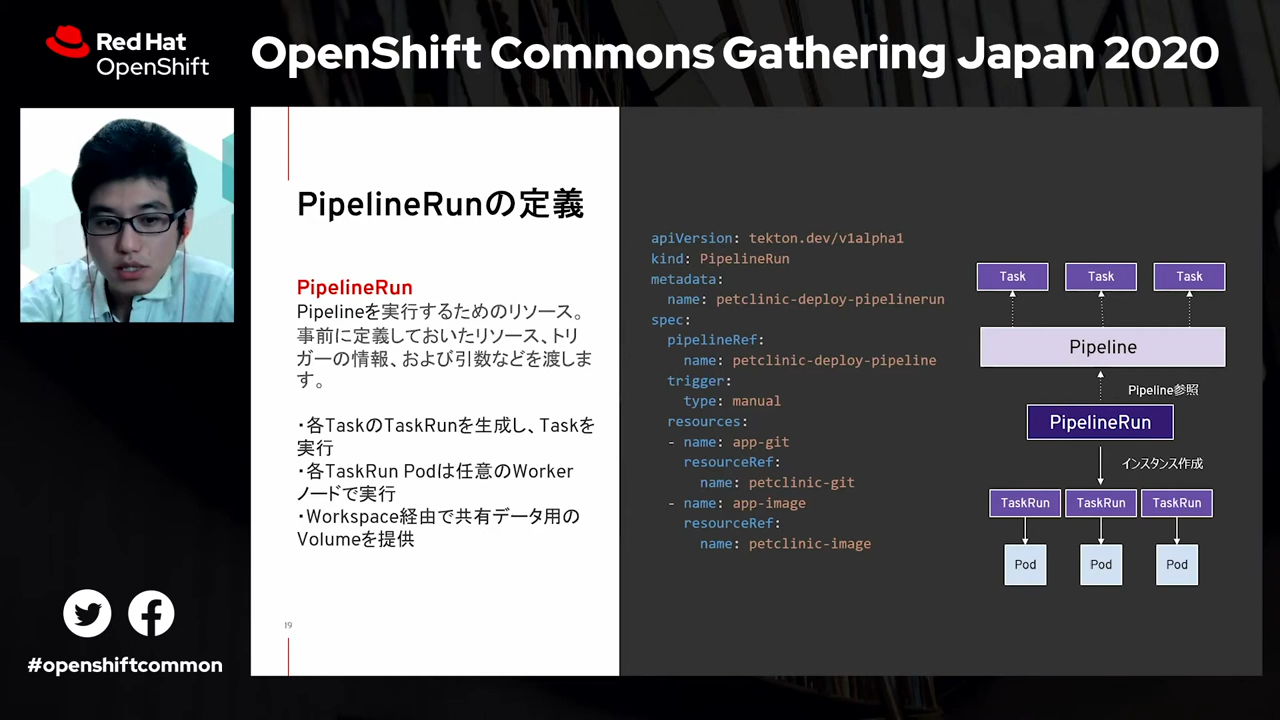 Red Hat
OpenShift
OpenShift Commons Gathering Japan 2020
PipelineRunの定義
PipelineRun
Pipelineを実行するためのリソース。
事前に定義しておいたリソース、トリ
ガーの情報、および引数などを渡しま
す。
・各TaskのTaskRunを生成し、Taskを
実行
・各TaskRun Podは任意のWorker
ノードで実行
・Workspace経由で共有データ用の
Volumeを提供
19
apiVersion: tekton.dev/v1alpha1
kind: PipelineRun
metadata:
  name: petclinic-deploy-pipelinerun
spec:
  pipelineRef:
    name: petclinic-deploy-pipeline
  trigger:
    type: manual
  resources:
  - name: app-git
    resourceRef:
      name: petclinic-git
  - name: app-image
    resourceRef:
      name: petclinic-image
Task Task Task
Pipeline
Pipeline参照
PipelineRun
インスタンス作成
TaskRun TaskRun TaskRun
Pod Pod Pod
#openshiftcommon